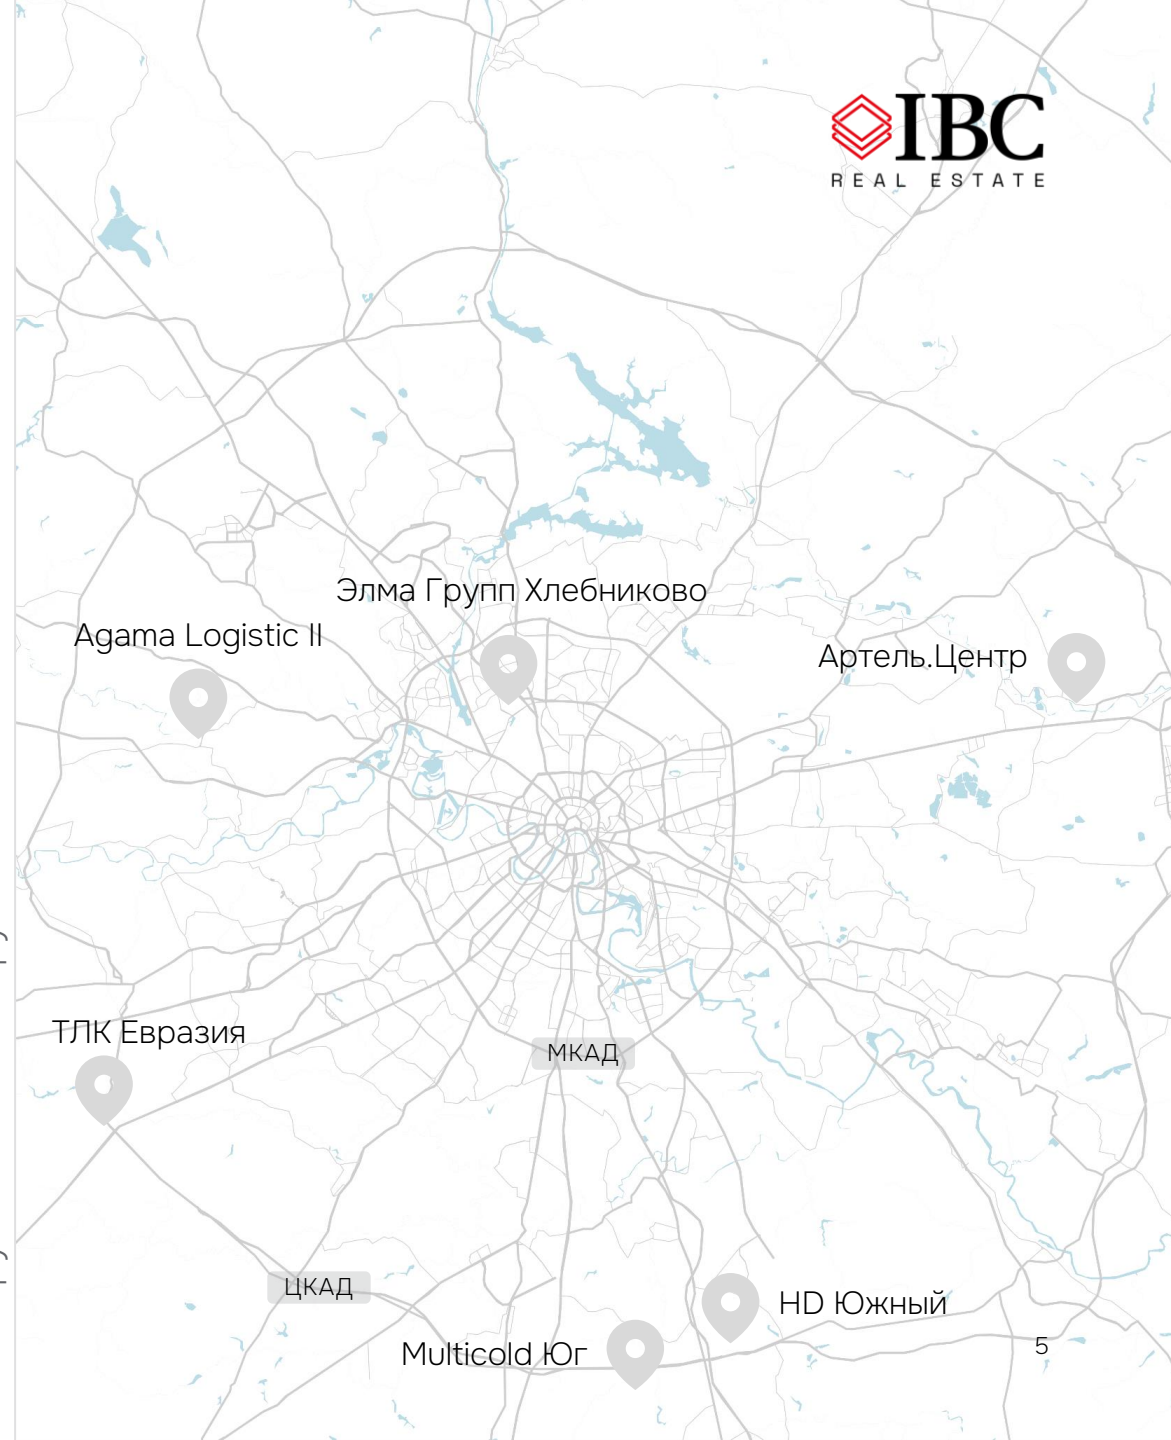 IBC
REAL ESTATE
Элма Групп Хлебниково
Agama Logistic II
Артель.Центр
ТЛК Евразия
МКАД
ЦКАД
HD Южный
5
Multicold Юг